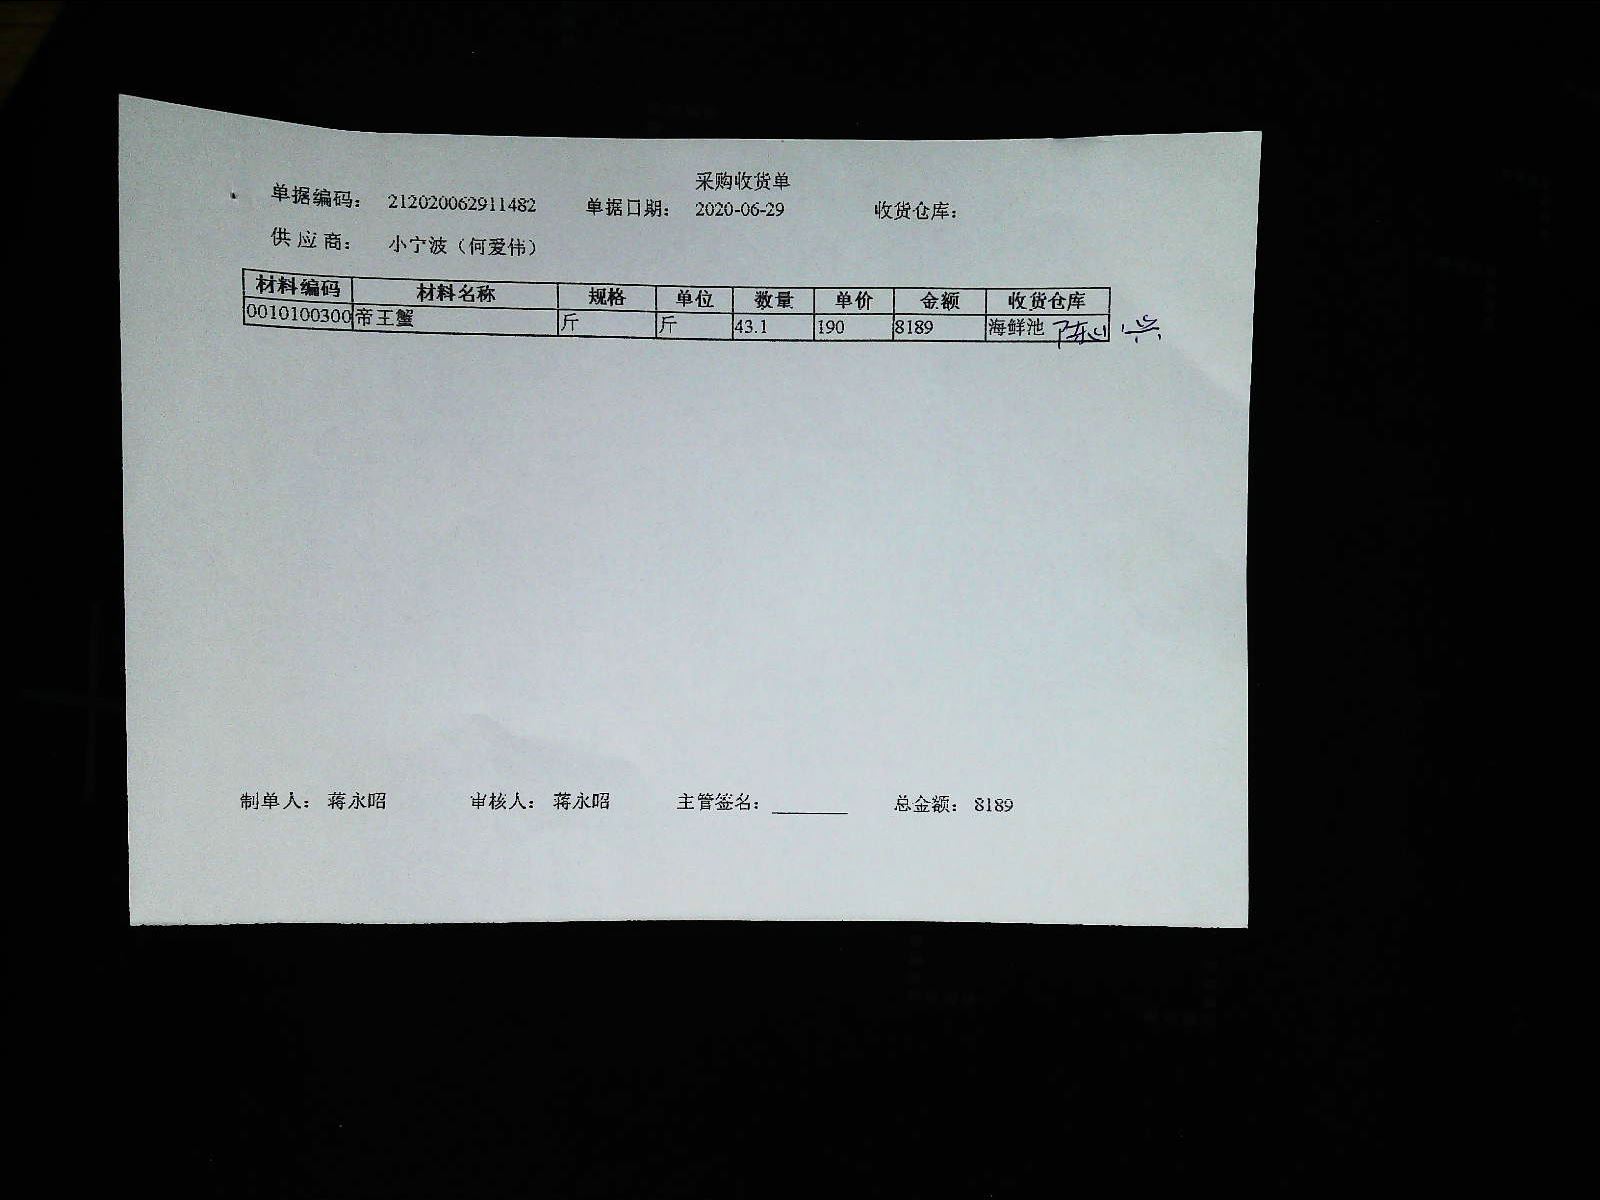 采购收货单
单据编码： 212020062911482 单据日期： 2020-06-29 收货仓库：
供应商： 小宁波（何爱伟）
材料编码 材料名称 规格 单位 数量 单价 金额 收货仓库
0010100300 帝王蟹 斤 斤 43.1 190 8189 海鲜池
制单人： 蒋永昭 审核人： 蒋永昭 主管签名： 总金额： 8189